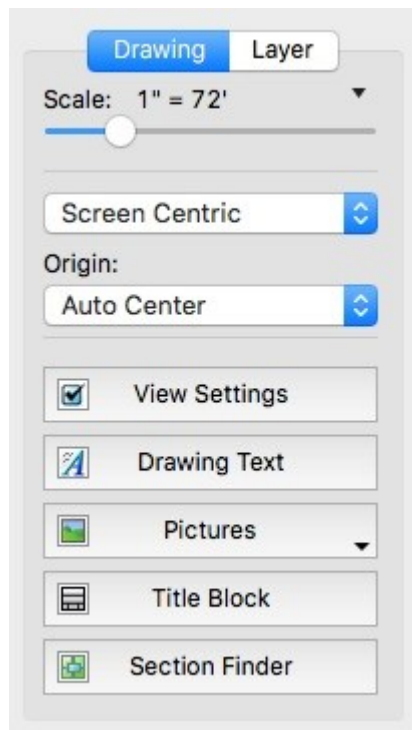 Drawing Layer
Scale: 1" = 72'
Screen Centric
Origin:
Auto Center
View Settings
Drawing Text
Pictures
Title Block
Section Finder